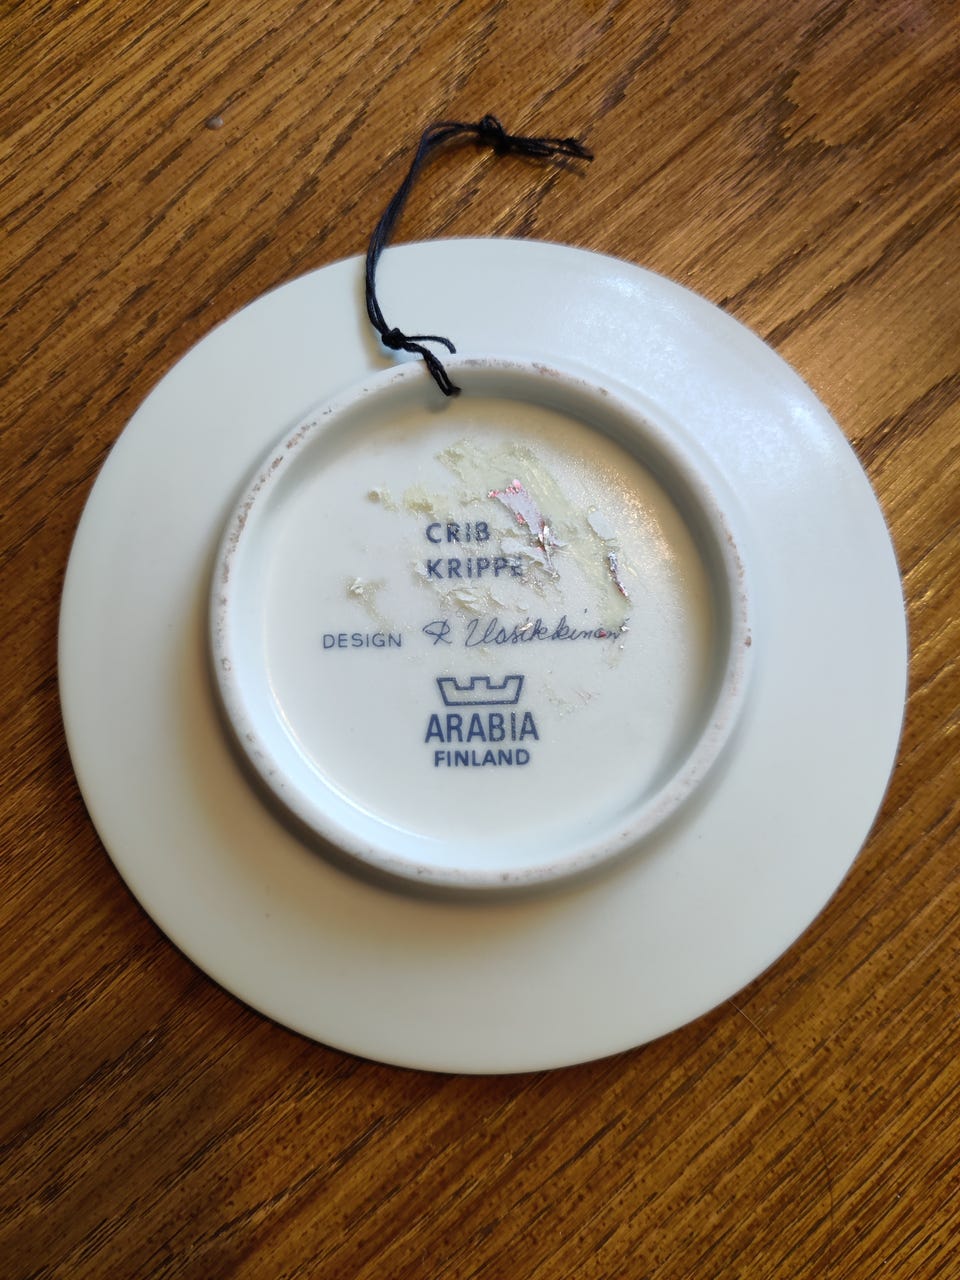 CRIB
KRIPPE
DESIGN R Uosikkinen
ARABIA
FINLAND